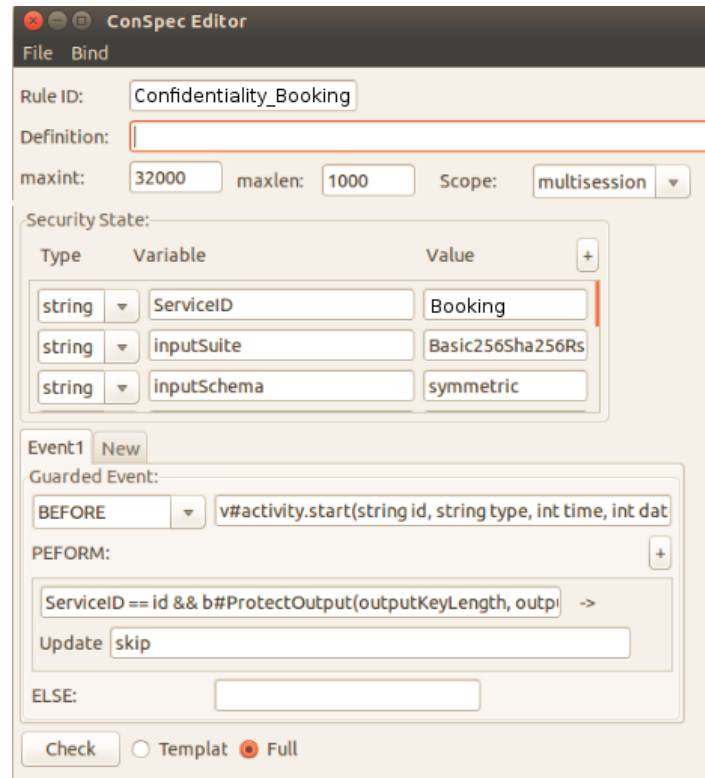 ConSpec Editor
File Bind
Rule ID: Confidentiality_Booking
Definition:
maxint: 32000 maxlen: 1000 Scope: multisession
Security State:
Type Variable Value +
string ServiceID Booking
string inputSuite Basic256Sha256Rs
string inputSchema symmetric
Event1 New
Guarded Event:
BEFORE v#activity.start(string id, string type, int time, int dat
PEFORM: +
ServiceID == id && b#ProtectOutput(outputKeyLength, outpu ->
Update skip
ELSE:
Check Templat Full